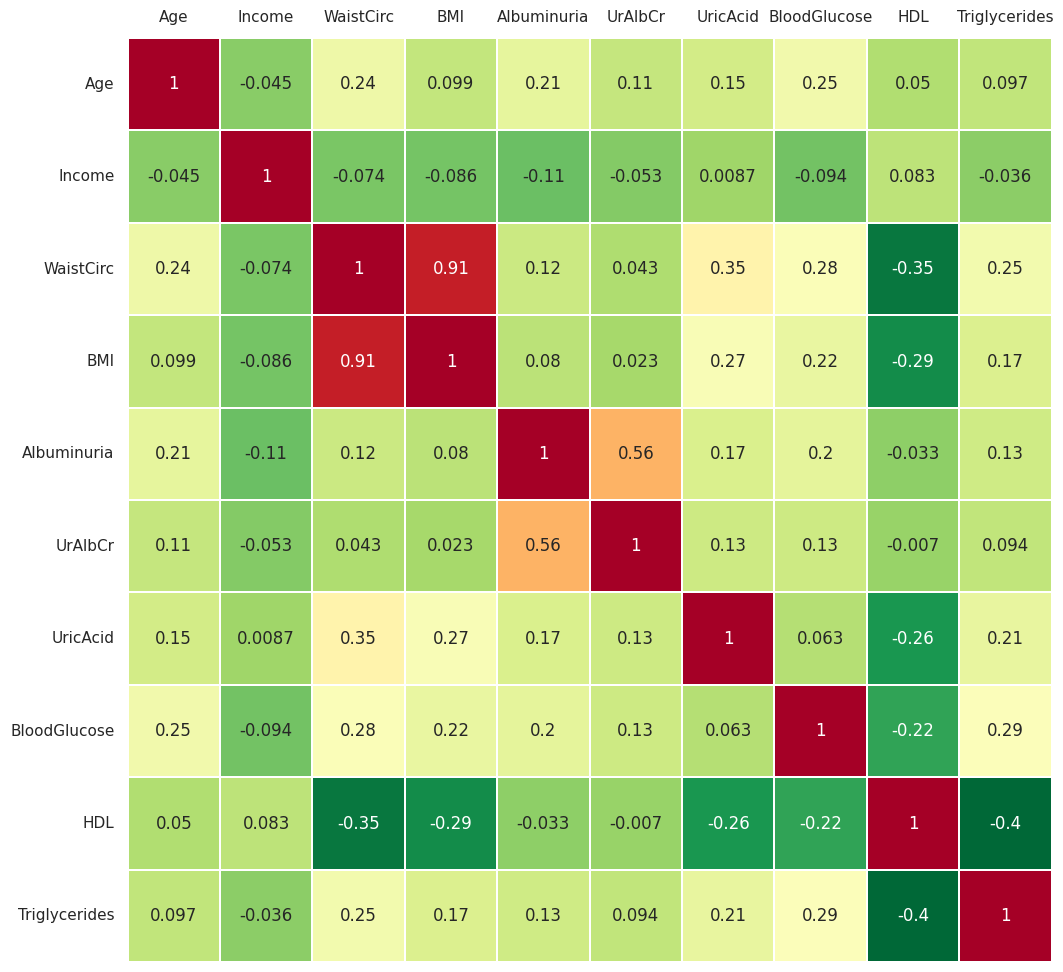 Age Income WaistCirc BMI Albuminuria UrAlbCr UricAcid BloodGlucose HDL Triglycerides
Age 1 -0.045 0.24 0.099 0.21 0.11 0.15 0.25 0.05 0.097
Income -0.045 1 -0.074 -0.086 -0.11 -0.053 0.0087 -0.094 0.083 -0.036
WaistCirc 0.24 -0.074 1 0.91 0.12 0.043 0.35 0.28 -0.35 0.25
BMI 0.099 -0.086 0.91 1 0.08 0.023 0.27 0.22 -0.29 0.17
Albuminuria 0.21 -0.11 0.12 0.08 1 0.56 0.17 0.2 -0.033 0.13
UrAlbCr 0.11 -0.053 0.043 0.023 0.56 1 0.13 0.13 -0.007 0.094
UricAcid 0.15 0.0087 0.35 0.27 0.17 0.13 1 0.063 -0.26 0.21
BloodGlucose 0.25 -0.094 0.28 0.22 0.2 0.13 0.063 1 -0.22 0.29
HDL 0.05 0.083 -0.35 -0.29 -0.033 -0.007 -0.26 -0.22 1 -0.4
Triglycerides 0.097 -0.036 0.25 0.17 0.13 0.094 0.21 0.29 -0.4 1